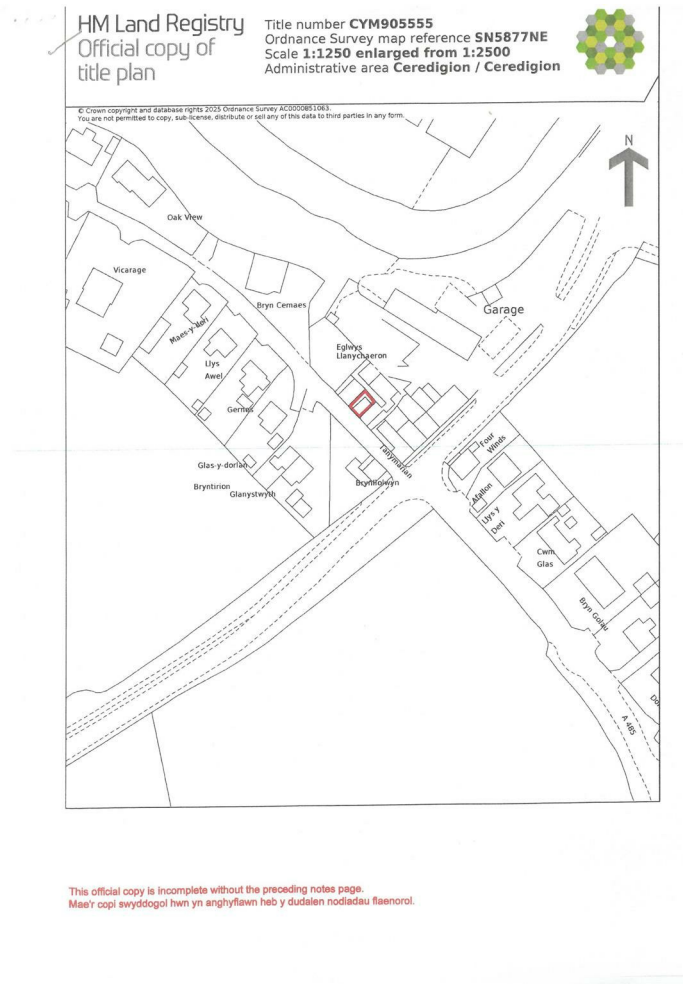 HM Land Registry
Official copy of
title plan
Title number CYM905555
Ordnance Survey map reference SN5877NE
Scale 1:1250 enlarged from 1:2500
Administrative area Ceredigion / Ceredigion
© Crown copyright and database rights 2025 Ordnance Survey AC0000851063.
You are not permitted to copy, sub-license, distribute or sell any of this data to third parties in any form.
N
Oak View
Vicarage
Bryn Cernaes
Garage
Maes-y-deri
Eglwys
Llanychaeron
Llys
Awel
Tanymarian
Four
Winds
Glas-y-dorlan
Bryntirion
Glanystwyth
Afallon
Llys y
Deri
Cwm
Glas
Bryn Golau
A 485
This official copy is incomplete without the preceding notes page.
Mae'r copi swyddogol hwn yn anghyflawn heb y dudalen nodiadau flaenorol.